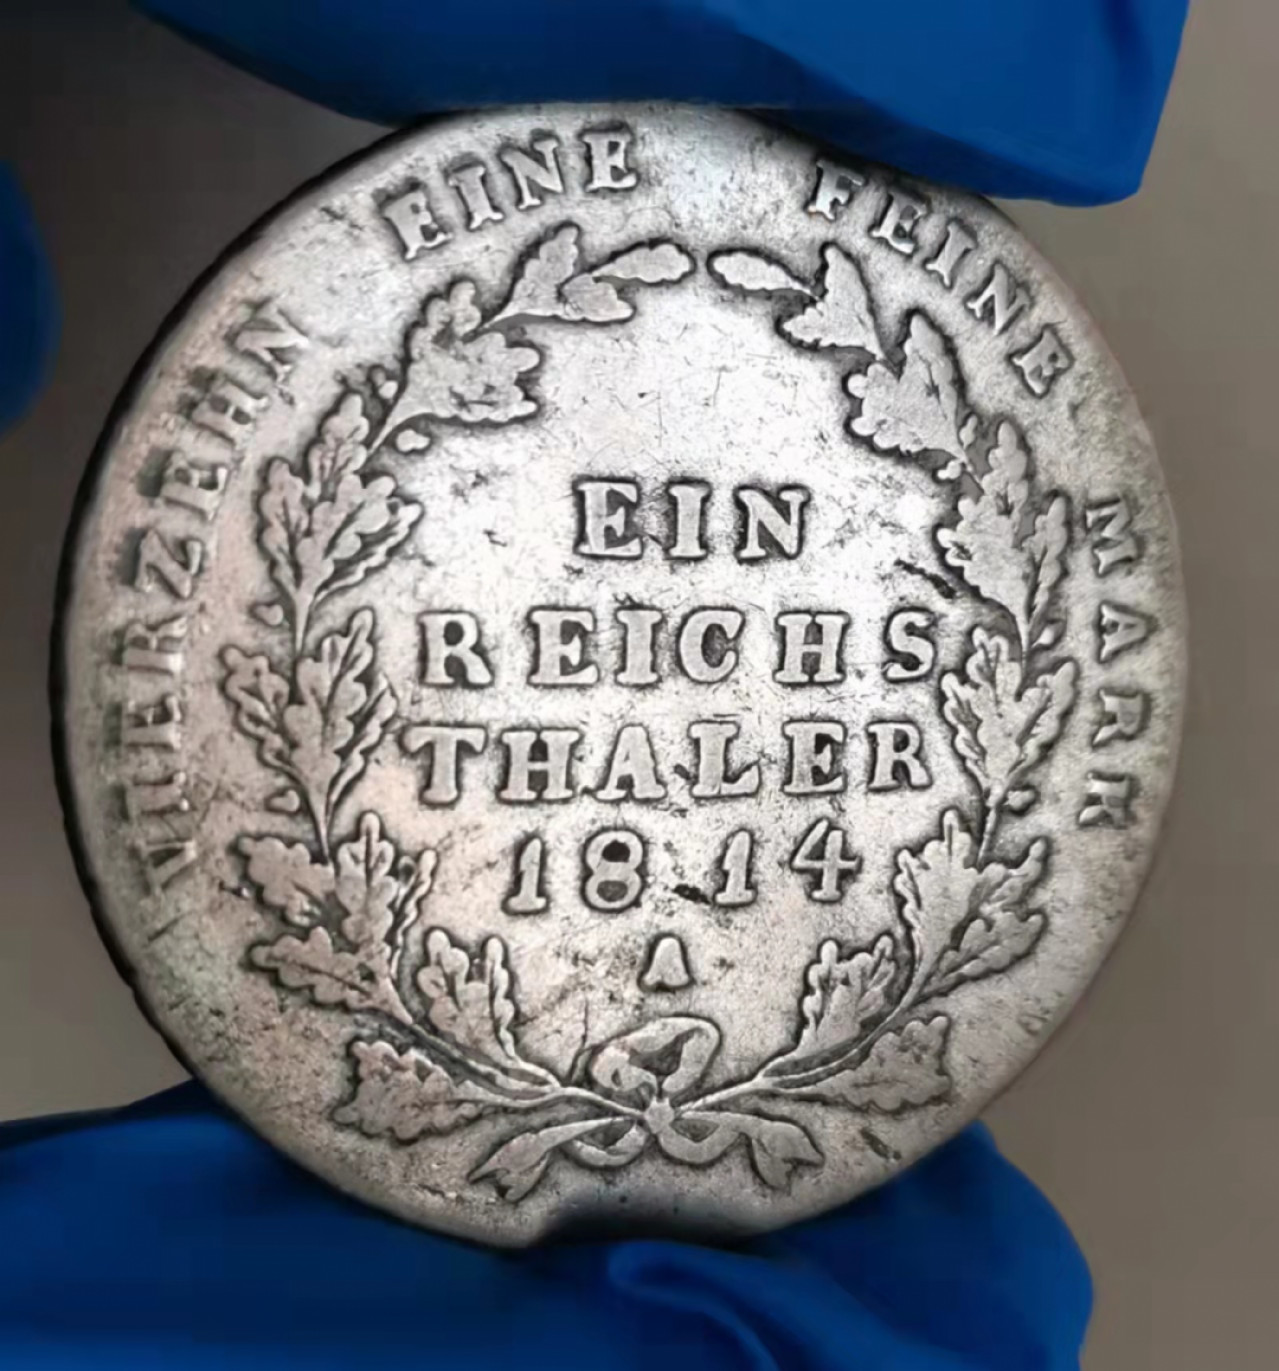 VIERZEHN EINE FEINE MARK
EIN
REICHS
THALER
1814
A